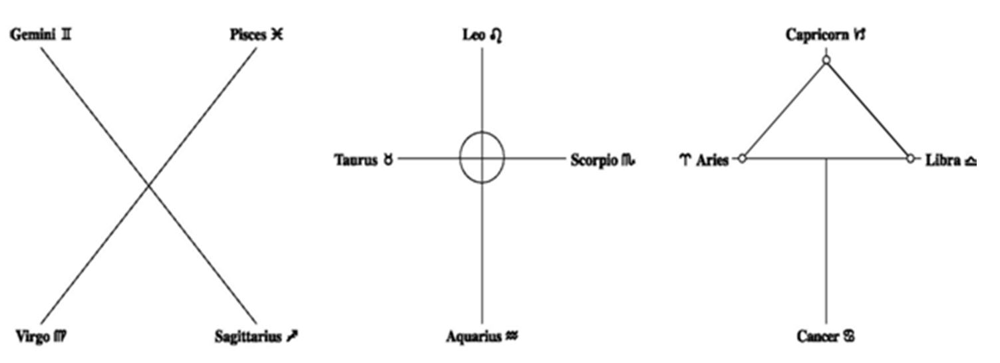 Gemini ♊ Pisces ♓ Leo ♌ Capricorn ♑
Taurus ♉ Scorpio ♏ ♈ Aries Libra ♎
Virgo ♍ Sagittarius ♐ Aquarius ♒ Cancer ♋